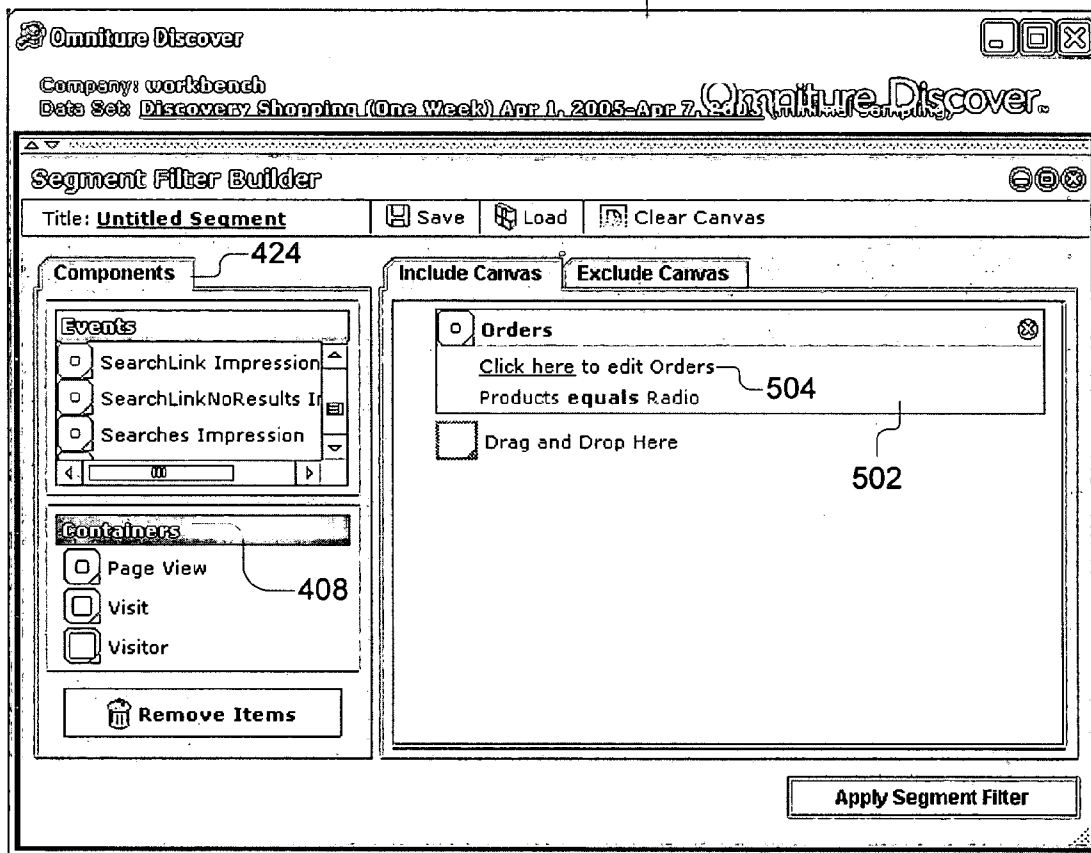 Omniture Discover
Company: workbench
Data Set: Discovery Shopping (One Week) Apr 1, 2005-Apr 7, 2005 (minimal sampling)
Omniture Discover
Segment Filter Builder
Title: Untitled Segment
Save
Load
Clear Canvas
424
Components
Include Canvas
Exclude Canvas
Events
SearchLink Impression
SearchLinkNoResults
Searches Impression
Orders
Click here to edit Orders
504
Products equals Radio
Drag and Drop Here
502
Containers
Page View
408
Visit
Visitor
Remove Items
Apply Segment Filter